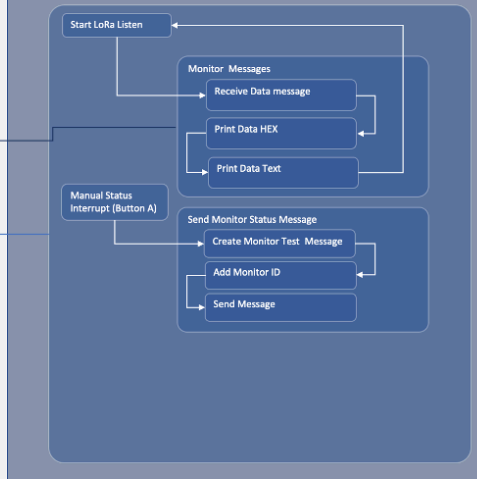 Start LoRa Listen
Monitor  Messages
Receive Data message
Print Data HEX
Print Data Text
Manual Status
Interrupt (Button A)
Send Monitor Status Message
Create Monitor Test  Message
Add Monitor ID
Send Message